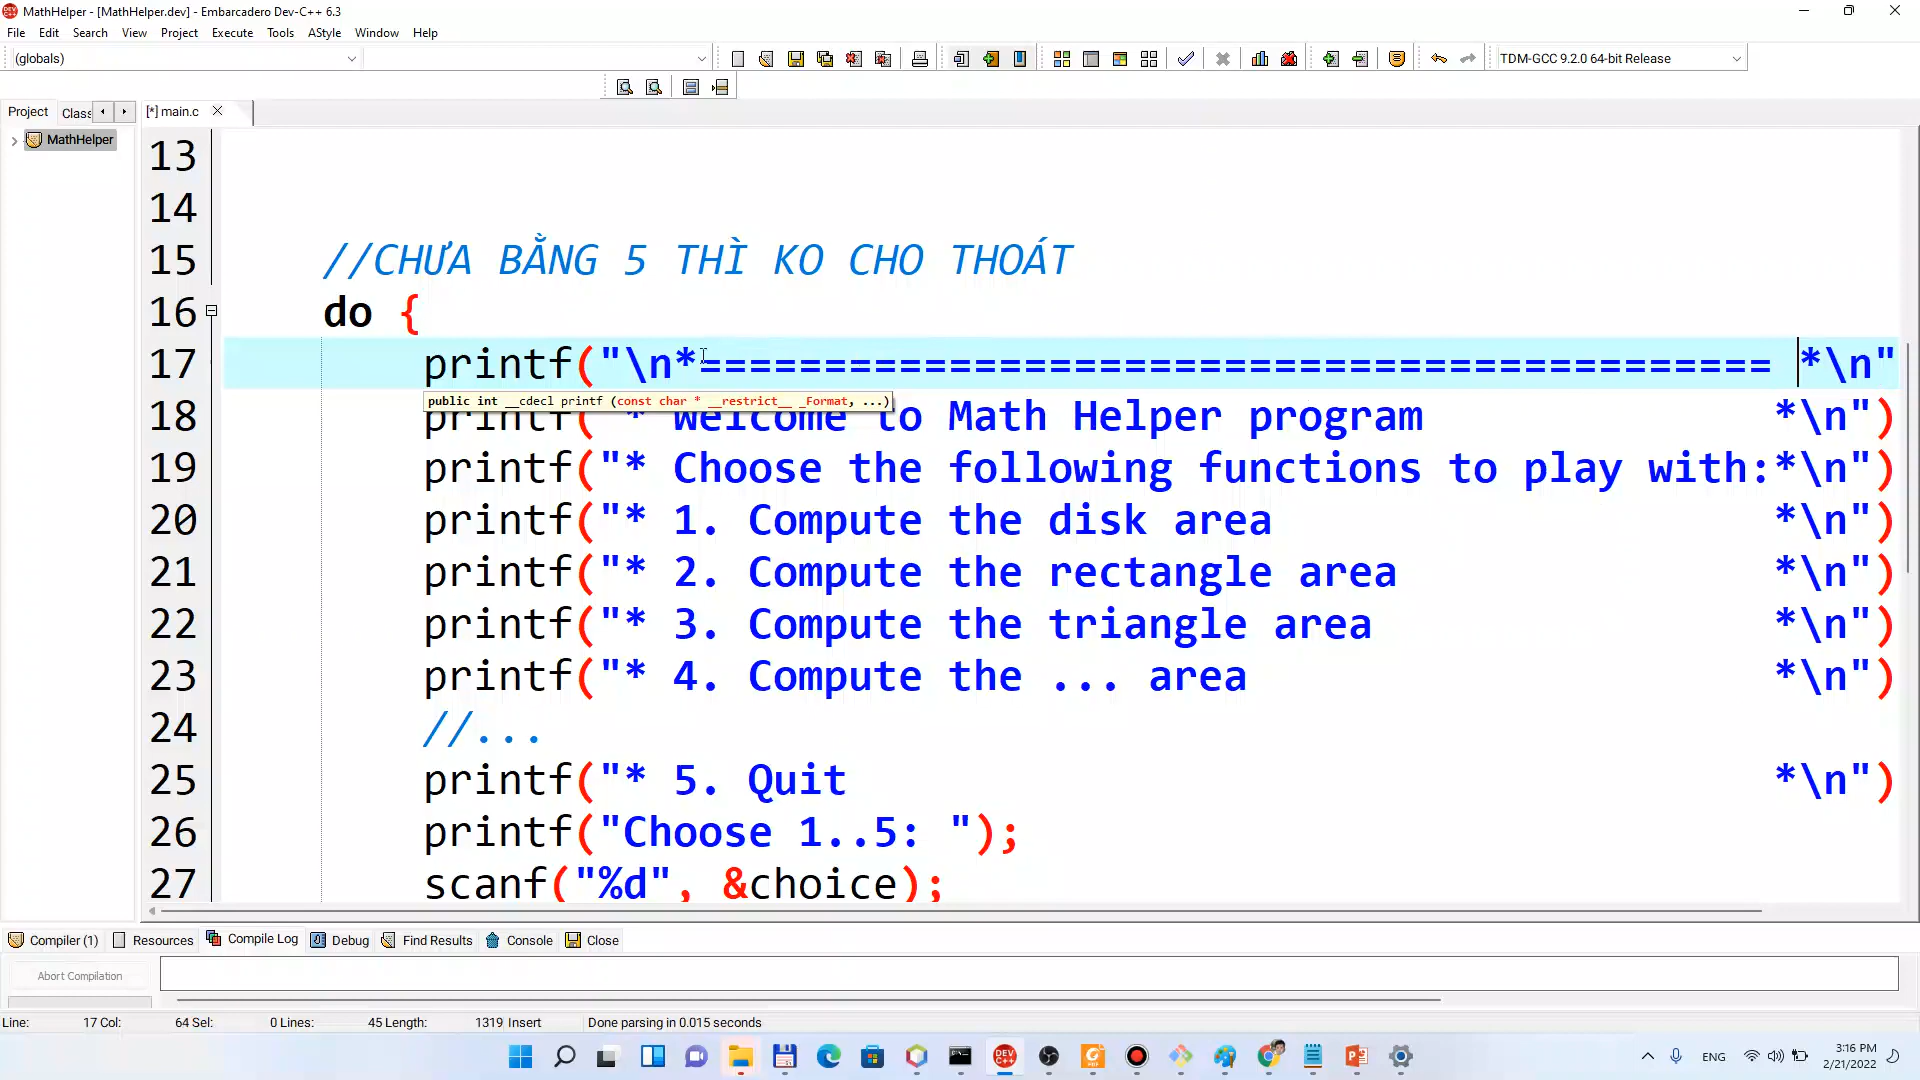 MathHelper - [MathHelper.dev] - Embarcadero Dev-C++ 6.3
File Edit Search View Project Execute Tools AStyle Window Help
(globals)
TDM-GCC 9.2.0 64-bit Release
Project Class [*] main.c
MathHelper
13
14
15 //CHƯA BẰNG 5 THÌ KO CHO THOÁT
16 do {
17 printf("\n*=========================================== *\n"
public int __cdecl printf (const char * __restrict__ _Format, ...)
18 printf("* Welcome to Math Helper program *\n")
19 printf("* Choose the following functions to play with:*\n")
20 printf("* 1. Compute the disk area *\n")
21 printf("* 2. Compute the rectangle area *\n")
22 printf("* 3. Compute the triangle area *\n")
23 printf("* 4. Compute the ... area *\n")
24 //...
25 printf("* 5. Quit *\n")
26 printf("Choose 1..5: ");
27 scanf("%d", &choice);
Compiler (1) Resources Compile Log Debug Find Results Console Close
Abort Compilation
Line: 17 Col: 64 Sel: 0 Lines: 45 Length: 1319 Insert Done parsing in 0.015 seconds
ENG
3:16 PM
2/21/2022